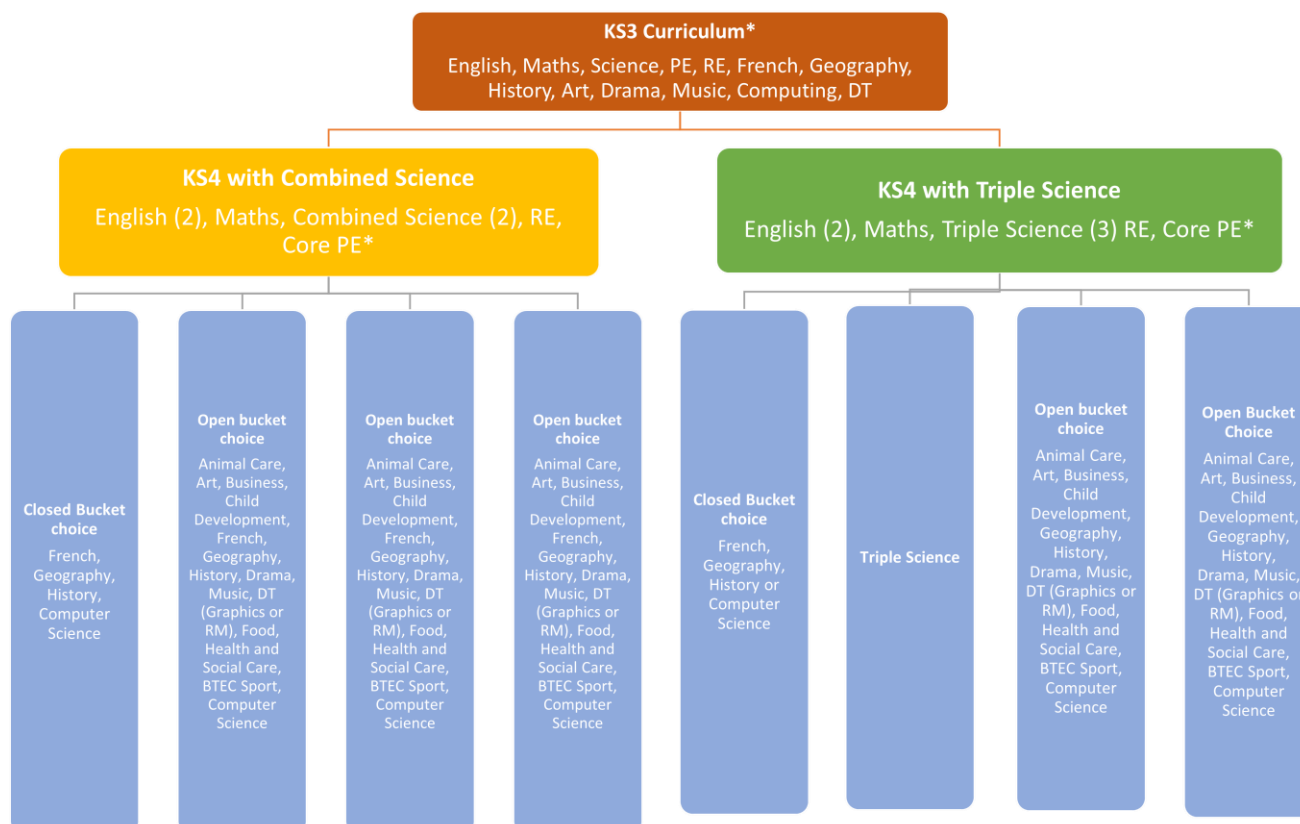 KS3 Curriculum*
English, Maths, Science, PE, RE, French, Geography,
History, Art, Drama, Music, Computing, DT
KS4 with Combined Science
English (2), Maths, Combined Science (2), RE,
Core PE*
KS4 with Triple Science
English (2), Maths, Triple Science (3) RE, Core PE*
Closed Bucket
choice
French,
Geography,
History,
Computer
Science
Open bucket
choice
Animal Care,
Art, Business,
Child
Development,
French,
Geography,
History, Drama,
Music, DT
(Graphics or
RM), Food,
Health and
Social Care,
BTEC Sport,
Computer
Science
Open bucket
choice
Animal Care,
Art, Business,
Child
Development,
French,
Geography,
History, Drama,
Music, DT
(Graphics or
RM), Food,
Health and
Social Care,
BTEC Sport,
Computer
Science
Open bucket
choice
Animal Care,
Art, Business,
Child
Development,
French,
Geography,
History, Drama,
Music, DT
(Graphics or
RM), Food,
Health and
Social Care,
BTEC Sport,
Computer
Science
Closed Bucket
choice
French,
Geography,
History or
Computer
Science
Triple Science
Open bucket
choice
Animal Care,
Art, Business,
Child
Development,
Geography,
History,
Drama, Music,
DT (Graphics or
RM), Food,
Health and
Social Care,
BTEC Sport,
Computer
Science
Open Bucket
Choice
Animal Care,
Art, Business,
Child
Development,
Geography,
History,
Drama, Music,
DT (Graphics or
RM), Food,
Health and
Social Care,
BTEC Sport,
Computer
Science